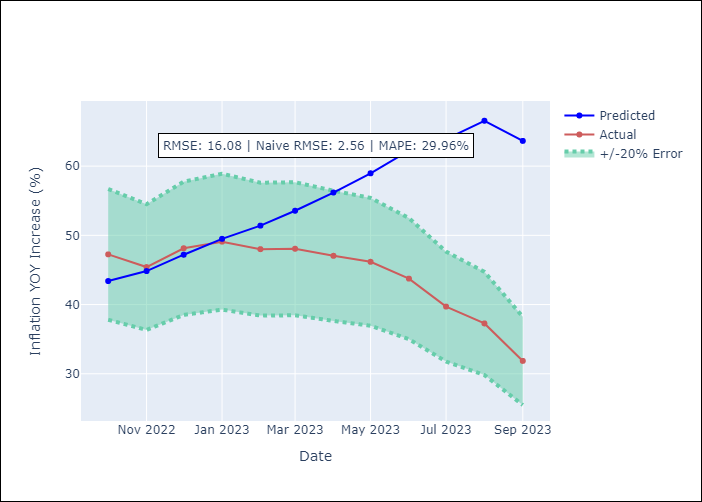 Predicted
Actual
+/-20% Error
RMSE: 16.08 | Naive RMSE: 2.56 | MAPE: 29.96%
Inflation YOY Increase (%)
60
50
40
30
Nov 2022
Jan 2023
Mar 2023
May 2023
Jul 2023
Sep 2023
Date